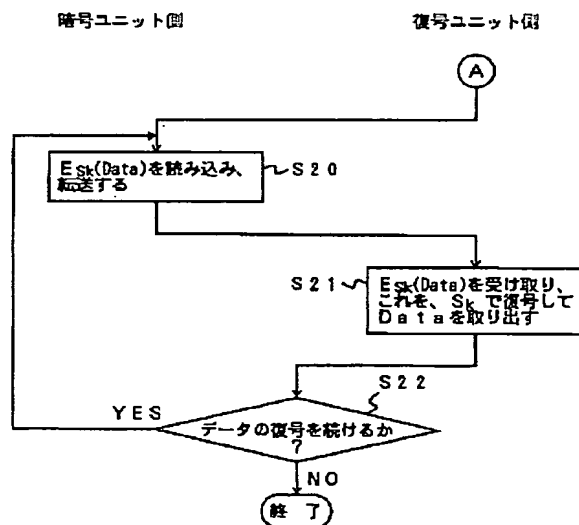 暗号ユニット側
復号ユニット側
A
ESk(Data)を読み込み、
転送する
S20
S21
ESk(Data)を受け取り、
これを、Skで復号して
Dataを取り出す
S22
YES
データの復号を続けるか
?
NO
終 了